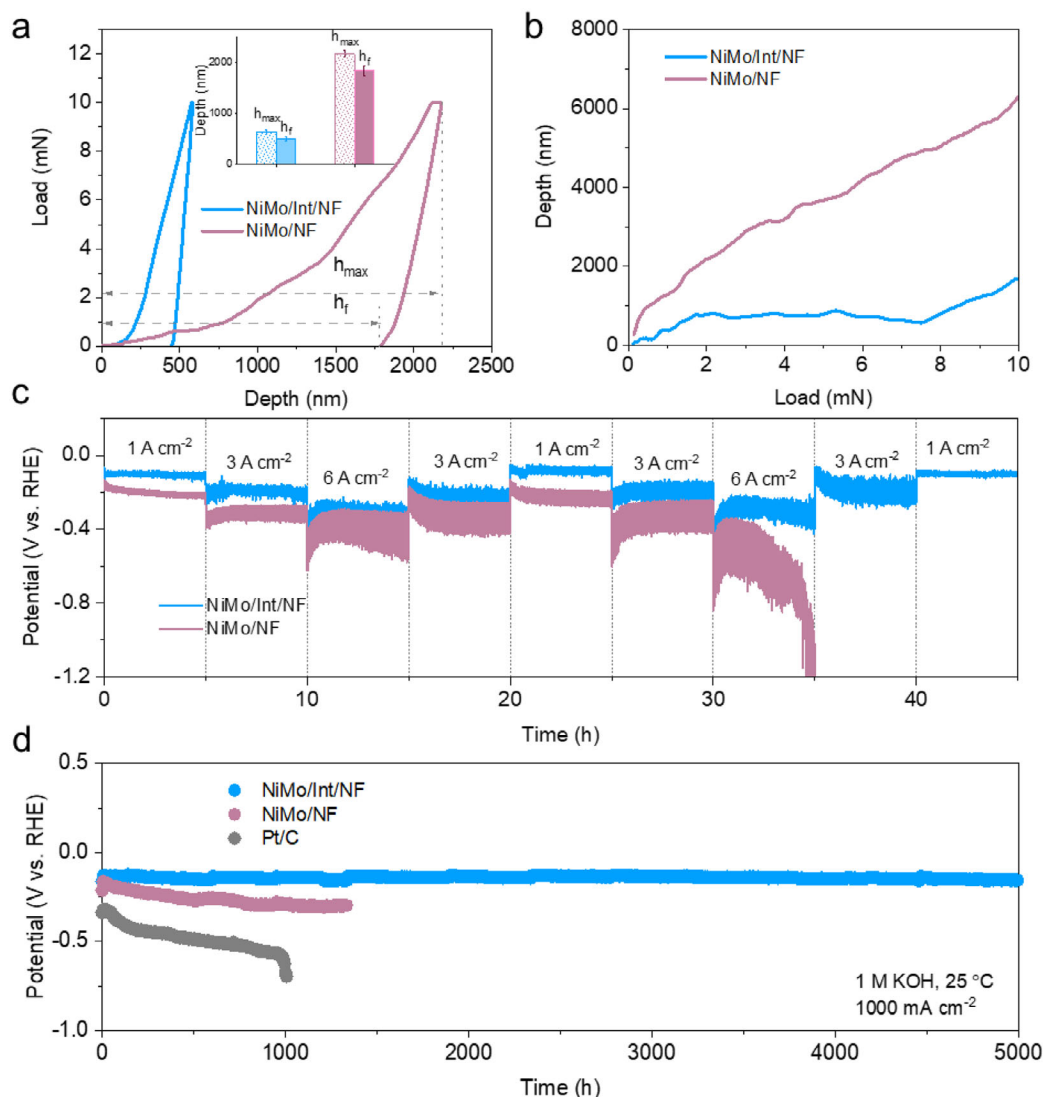 a
Load (mN)
12
10
8
6
4
2
0
0 500 1000 1500 2000 2500
Depth (nm)
Depth (nm)
2000
1000
0
hmax
hf
hmax
hf
NiMo/Int/NF
NiMo/NF
hmax
hf
b
Depth (nm)
8000
6000
4000
2000
0
0 2 4 6 8 10
Load (mN)
NiMo/Int/NF
NiMo/NF
c
Potential (V vs. RHE)
0.0
-0.4
-0.8
-1.2
1 A cm-2 3 A cm-2 6 A cm-2 3 A cm-2 1 A cm-2 3 A cm-2 6 A cm-2 3 A cm-2 1 A cm-2
NiMo/Int/NF
NiMo/NF
0 10 20 30 40
Time (h)
d
Potential (V vs. RHE)
0.5
0.0
-0.5
-1.0
NiMo/Int/NF
NiMo/NF
Pt/C
1 M KOH, 25 °C
1000 mA cm-2
0 1000 2000 3000 4000 5000
Time (h)